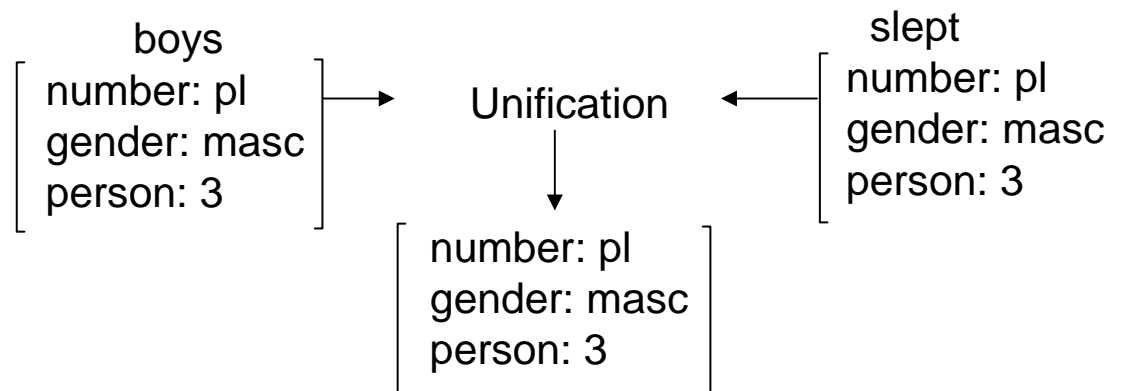 boys
number: pl
gender: masc
person: 3
Unification
slept
number: pl
gender: masc
person: 3
number: pl
gender: masc
person: 3